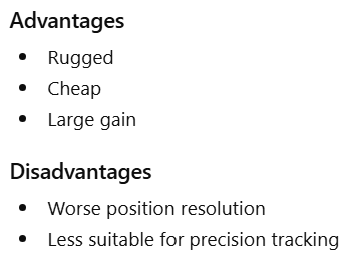 Advantages
• Rugged
• Cheap
• Large gain
Disadvantages
• Worse position resolution
• Less suitable for precision tracking